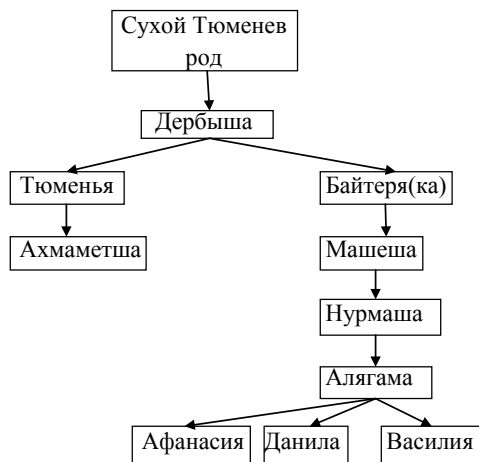 Сухой Тюменев
род
Дербыша
Тюменья
Байтеря(ка)
Ахмаметша
Машеша
Нурмаша
Алягама
Афанасия
Данила
Василия